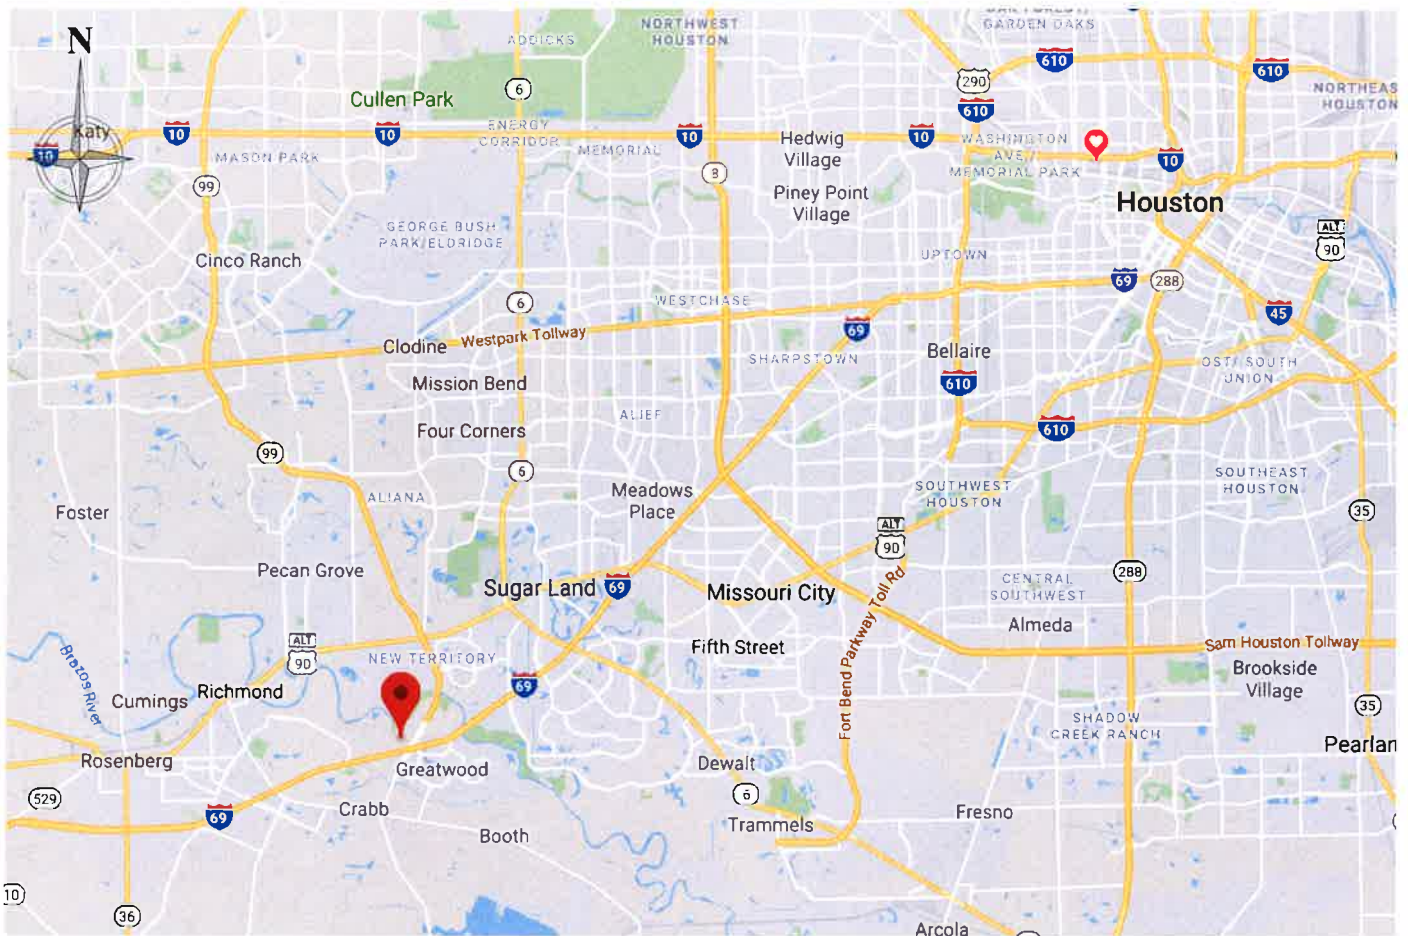 NORTHWEST
HOUSTON
GARDEN OAKS
N
ADDICKS
610
610
290
6
Cullen Park
610
NORTHEAS
HOUSTON
Katy
10
10
10
ENERGY
CORRIDOR
10
Hedwig
Village
10
WASHINGTON
AVE /
MEMORIAL PARK
10
MASON PARK
MEMORIAL
99
8
Piney Point
Village
Houston
GEORGE BUSH
PARK/ELDRIDGE
ALT
90
Cinco Ranch
UPTOWN
6
WESTCHASE
69
288
45
Clodine
Westpark Tollway
69
SHARPSTOWN
Bellaire
OST/ SOUTH
UNION
Mission Bend
610
ALIEF
Four Corners
610
99
6
ALIANA
Meadows
Place
SOUTHWEST
HOUSTON
SOUTHEAST
HOUSTON
Foster
35
ALT
90
Pecan Grove
Sugar Land
69
Missouri City
CENTRAL
SOUTHWEST
288
Almeda
Fort Bend Parkway Toll Rd
Sam Houston Tollway
Fifth Street
ALT
90
NEW TERRITORY
Brazos River
Cumings
Richmond
69
Brookside
Village
35
SHADOW
CREEK RANCH
Pearlan
Rosenberg
Greatwood
Dewalt
529
69
Crabb
6
Trammels
Fresno
Booth
10
36
Arcola